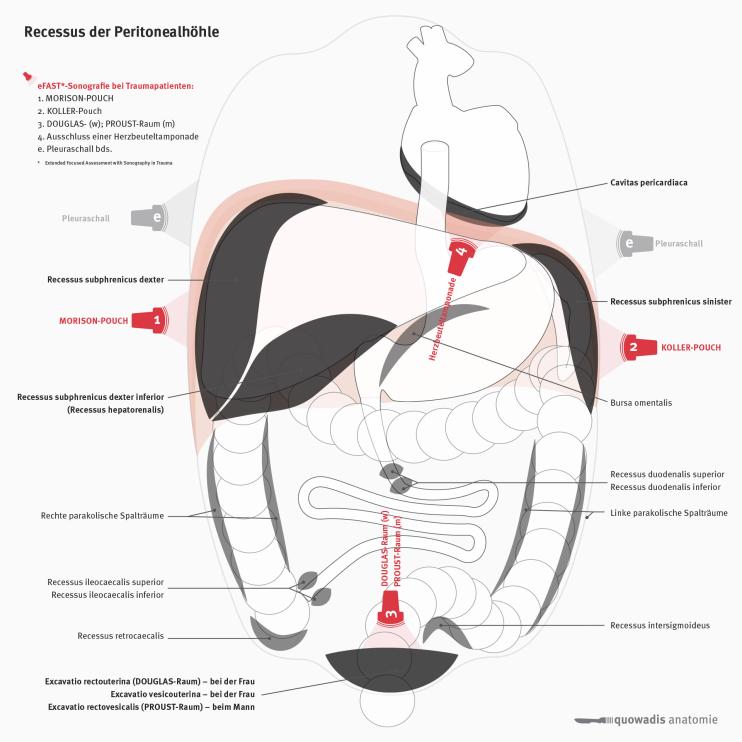 Recessus der Peritonealhöhle
eFAST*-Sonografie bei Traumapatienten:
1. MORISON-POUCH
2. KOLLER-Pouch
3. DOUGLAS- (w); PROUST-Raum (m)
4. Ausschluss einer Herzbeuteltamponade
e. Pleuraschall bds.
* Extended Focused Assessment with Sonography in Trauma
Cavitas pericardiaca
Pleuraschall
e
e
Pleuraschall
4
Herzbeuteltamponade
Recessus subphrenicus dexter
Recessus subphrenicus sinister
MORISON-POUCH
1
2
KOLLER-POUCH
Recessus subphrenicus dexter inferior
(Recessus hepatorenalis)
Bursa omentalis
Recessus duodenalis superior
Recessus duodenalis inferior
Rechte parakolische Spalträume
Linke parakolische Spalträume
DOUGLAS-Raum (w)
PROUST-Raum (m)
3
Recessus ileocaecalis superior
Recessus ileocaecalis inferior
Recessus retrocaecalis
Recessus intersigmoideus
Excavatio rectouterina (DOUGLAS-Raum) – bei der Frau
Excavatio vesicouterina – bei der Frau
Excavatio rectovesicalis (PROUST-Raum) – beim Mann
quowadis anatomie